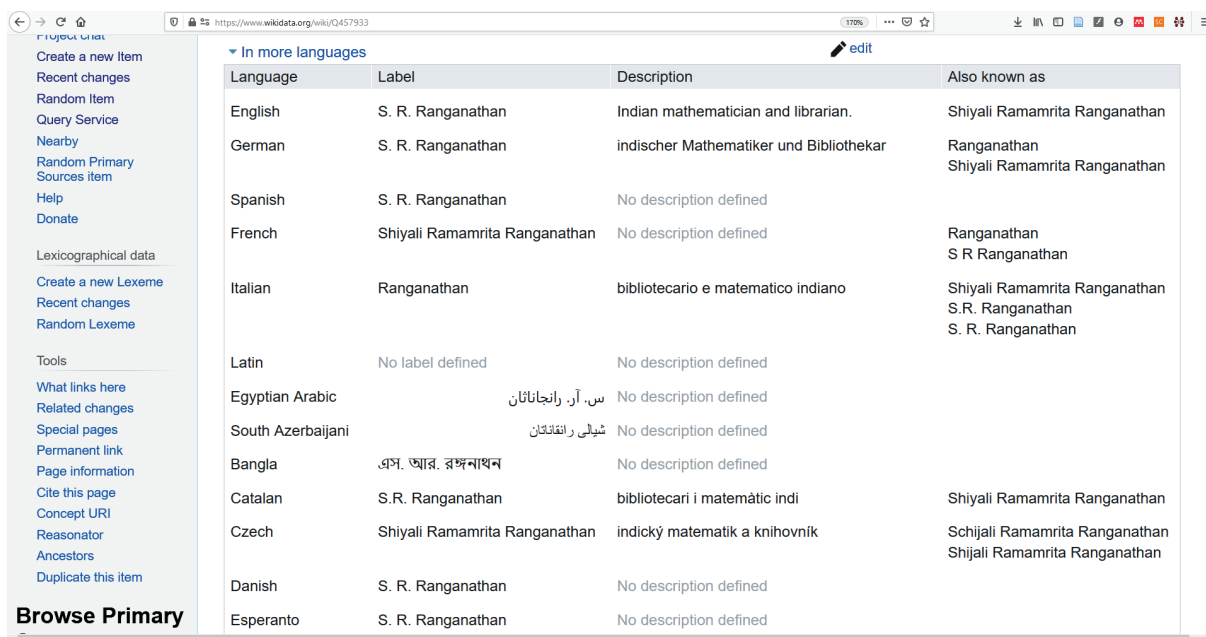 https://www.wikidata.org/wiki/Q457933
170%
Project chat
Create a new Item
Recent changes
Random Item
Query Service
Nearby
Random Primary
Sources item
Help
Donate
Lexicographical data
Create a new Lexeme
Recent changes
Random Lexeme
Tools
What links here
Related changes
Special pages
Permanent link
Page information
Cite this page
Concept URI
Reasonator
Ancestors
Duplicate this item
Browse Primary
In more languages edit
Language Label Description Also known as
English S. R. Ranganathan Indian mathematician and librarian. Shiyali Ramamrita Ranganathan
German S. R. Ranganathan indischer Mathematiker und Bibliothekar Ranganathan
Shiyali Ramamrita Ranganathan
Spanish S. R. Ranganathan No description defined
French Shiyali Ramamrita Ranganathan No description defined Ranganathan
S R Ranganathan
Italian Ranganathan bibliotecario e matematico indiano Shiyali Ramamrita Ranganathan
S.R. Ranganathan
S. R. Ranganathan
Latin No label defined No description defined
Egyptian Arabic س. آر. رانجاناثان No description defined
South Azerbaijani شیالی رانقاناتان No description defined
Bangla এস. আর. রঙ্গনাথন No description defined
Catalan S.R. Ranganathan bibliotecari i matemàtic indi Shiyali Ramamrita Ranganathan
Czech Shiyali Ramamrita Ranganathan indický matematik a knihovník Schijali Ramamrita Ranganathan
Shijali Ramamrita Ranganathan
Danish S. R. Ranganathan No description defined
Esperanto S. R. Ranganathan No description defined